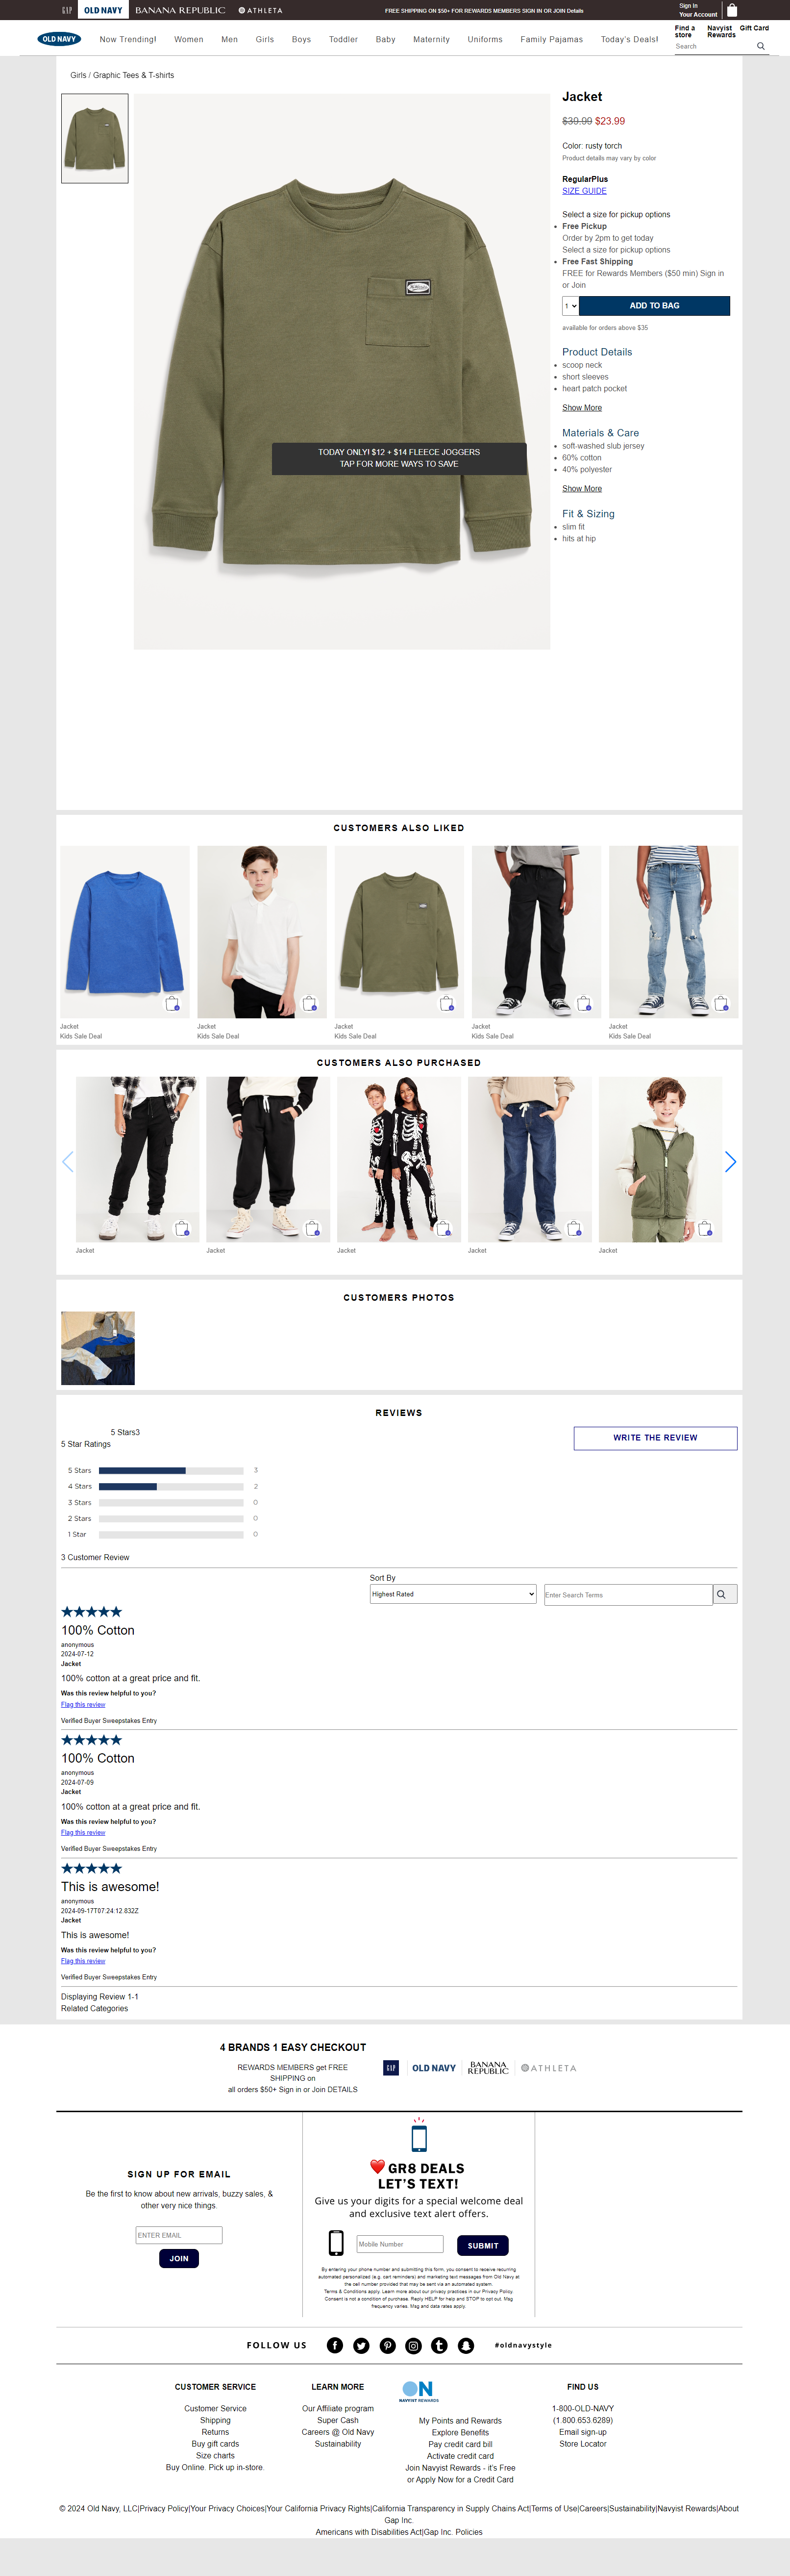 GAP
OLD NAVY
BANANA REPUBLIC
ATHLETA
FREE SHIPPING ON $50+ FOR REWARDS MEMBERS SIGN IN OR JOIN Details
Sign In
Your Account
OLD NAVY
Now Trending!
Women
Men
Girls
Boys
Toddler
Baby
Maternity
Uniforms
Family Pajamas
Today's Deals!
Find a store
Navyist Rewards
Gift Card
Search
Girls / Graphic Tees & T-shirts
Jacket
$39.99 $23.99
Color: rusty torch
Product details may vary by color
RegularPlus
SIZE GUIDE
Select a size for pickup options
Free Pickup
Order by 2pm to get today
Select a size for pickup options
Free Fast Shipping
FREE for Rewards Members ($50 min) Sign in
or Join
1
ADD TO BAG
available for orders above $35
Product Details
scoop neck
short sleeves
heart patch pocket
Show More
Materials & Care
soft-washed slub jersey
60% cotton
40% polyester
Show More
Fit & Sizing
slim fit
hits at hip
TODAY ONLY! $12 + $14 FLEECE JOGGERS
TAP FOR MORE WAYS TO SAVE
CUSTOMERS ALSO LIKED
Jacket
Kids Sale Deal
Jacket
Kids Sale Deal
Jacket
Kids Sale Deal
Jacket
Kids Sale Deal
Jacket
Kids Sale Deal
CUSTOMERS ALSO PURCHASED
Jacket
Jacket
Jacket
Jacket
Jacket
CUSTOMERS PHOTOS
REVIEWS
5 Stars3
5 Star Ratings
WRITE THE REVIEW
5 Stars 3
4 Stars 2
3 Stars 0
2 Stars 0
1 Star 0
3 Customer Review
Sort By
Highest Rated
Enter Search Terms
100% Cotton
anonymous
2024-07-12
Jacket
100% cotton at a great price and fit.
Was this review helpful to you?
Flag this review
Verified Buyer Sweepstakes Entry
100% Cotton
anonymous
2024-07-09
Jacket
100% cotton at a great price and fit.
Was this review helpful to you?
Flag this review
Verified Buyer Sweepstakes Entry
This is awesome!
anonymous
2024-09-17T07:24:12.832Z
Jacket
This is awesome!
Was this review helpful to you?
Flag this review
Verified Buyer Sweepstakes Entry
Displaying Review 1-1
Related Categories
4 BRANDS 1 EASY CHECKOUT
REWARDS MEMBERS get FREE
SHIPPING on
all orders $50+ Sign in or Join DETAILS
GAP
OLD NAVY
BANANA REPUBLIC
ATHLETA
SIGN UP FOR EMAIL
Be the first to know about new arrivals, buzzy sales, &
other very nice things.
ENTER EMAIL
JOIN
GR8 DEALS
LET'S TEXT!
Give us your digits for a special welcome deal
and exclusive text alert offers.
Mobile Number
SUBMIT
By entering your phone number and submitting this form, you consent to receive recurring
automated personalized (e.g. cart reminders) and marketing text messages from Old Navy at
the cell number provided that may be sent via an automated system.
Terms & Conditions apply. Learn more about our privacy practices in our Privacy Policy.
Consent is not a condition of purchase. Reply HELP for help and STOP to opt out. Msg
frequency varies. Msg and data rates apply.
FOLLOW US
#oldnavystyle
CUSTOMER SERVICE
Customer Service
Shipping
Returns
Buy gift cards
Size charts
Buy Online. Pick up in-store.
LEARN MORE
Our Affiliate program
Super Cash
Careers @ Old Navy
Sustainability
ON
NAVYIST REWARDS
My Points and Rewards
Explore Benefits
Pay credit card bill
Activate credit card
Join Navyist Rewards - it's Free
or Apply Now for a Credit Card
FIND US
1-800-OLD-NAVY
(1.800.653.6289)
Email sign-up
Store Locator
© 2024 Old Navy, LLC|Privacy Policy|Your Privacy Choices|Your California Privacy Rights|California Transparency in Supply Chains Act|Terms of Use|Careers|Sustainability|Navyist Rewards|About
Gap Inc.
Americans with Disabilities Act|Gap Inc. Policies